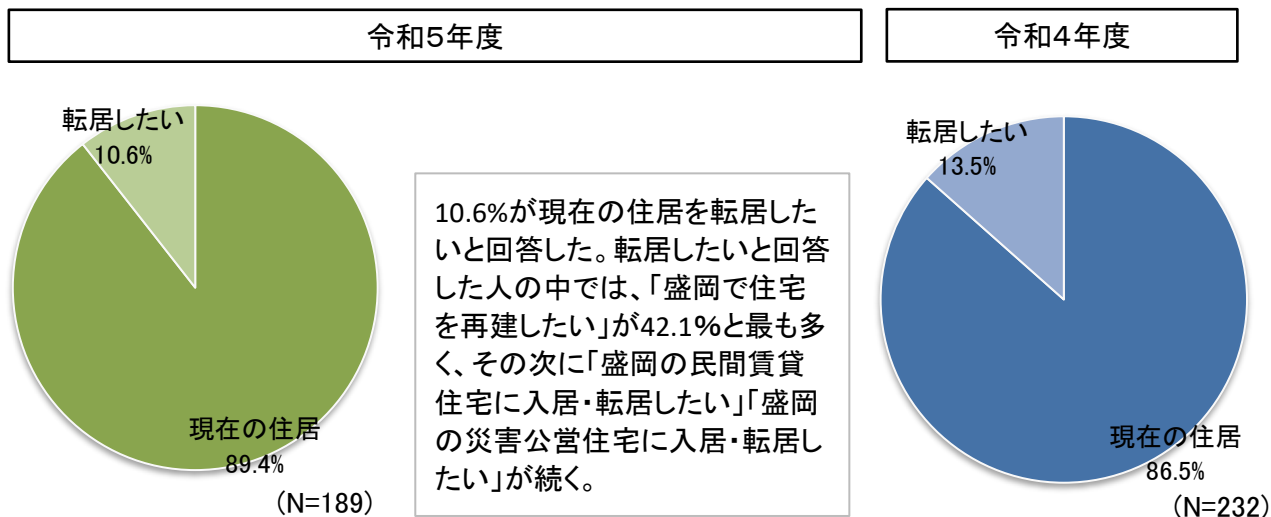 令和5年度
転居したい
10.6%
現在の住居
89.4%
(N=189)
10.6%が現在の住居を転居した
いと回答した。転居したいと回答
した人の中では、「盛岡で住宅
を再建したい」が42.1%と最も多
く、その次に「盛岡の民間賃貸
住宅に入居・転居したい」「盛岡
の災害公営住宅に入居・転居し
たい」が続く。
令和4年度
転居したい
13.5%
現在の住居
86.5%
(N=232)